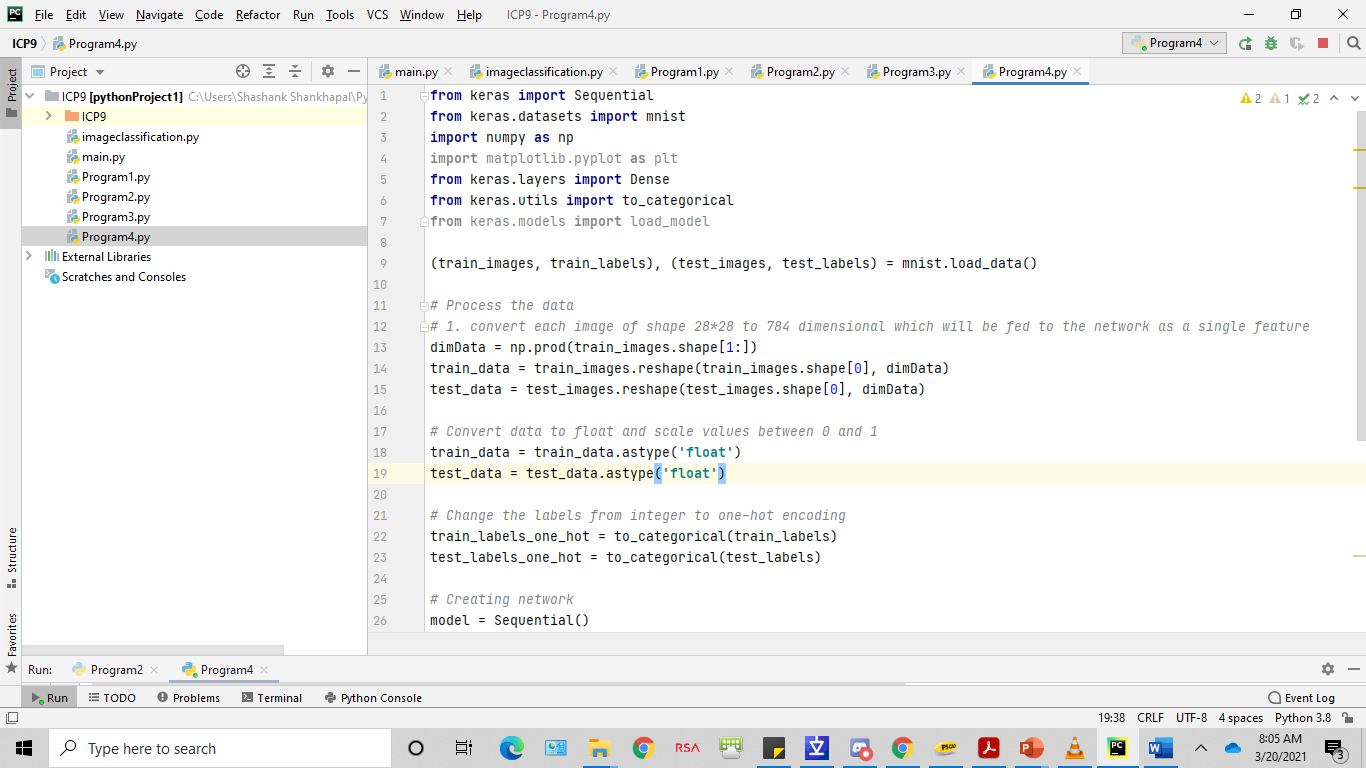 File Edit View Navigate Code Refactor Run Tools VCS Window Help ICP9 - Program4.py
ICP9 Program4.py Program4
Project main.py imageclassification.py Program1.py Program2.py Program3.py Program4.py
Project
ICP9 [pythonProject1] C:\Users\Shashank Shankhapal\Py
ICP9
imageclassification.py
main.py
Program1.py
Program2.py
Program3.py
Program4.py
External Libraries
Scratches and Consoles
2 1 2
1 from keras import Sequential
2 from keras.datasets import mnist
3 import numpy as np
4 import matplotlib.pyplot as plt
5 from keras.layers import Dense
6 from keras.utils import to_categorical
7 from keras.models import load_model
8
9 (train_images, train_labels), (test_images, test_labels) = mnist.load_data()
10
11 # Process the data
12 # 1. convert each image of shape 28*28 to 784 dimensional which will be fed to the network as a single feature
13 dimData = np.prod(train_images.shape[1:])
14 train_data = train_images.reshape(train_images.shape[0], dimData)
15 test_data = test_images.reshape(test_images.shape[0], dimData)
16
17 # Convert data to float and scale values between 0 and 1
18 train_data = train_data.astype('float')
19 test_data = test_data.astype('float')
20
21 # Change the labels from integer to one-hot encoding
22 train_labels_one_hot = to_categorical(train_labels)
23 test_labels_one_hot = to_categorical(test_labels)
24
25 # Creating network
26 model = Sequential()
Structure
Favorites
Run: Program2 Program4
Run TODO Problems Terminal Python Console Event Log
19:38 CRLF UTF-8 4 spaces Python 3.8
Type here to search
RSA
8:05 AM
3/20/2021
3